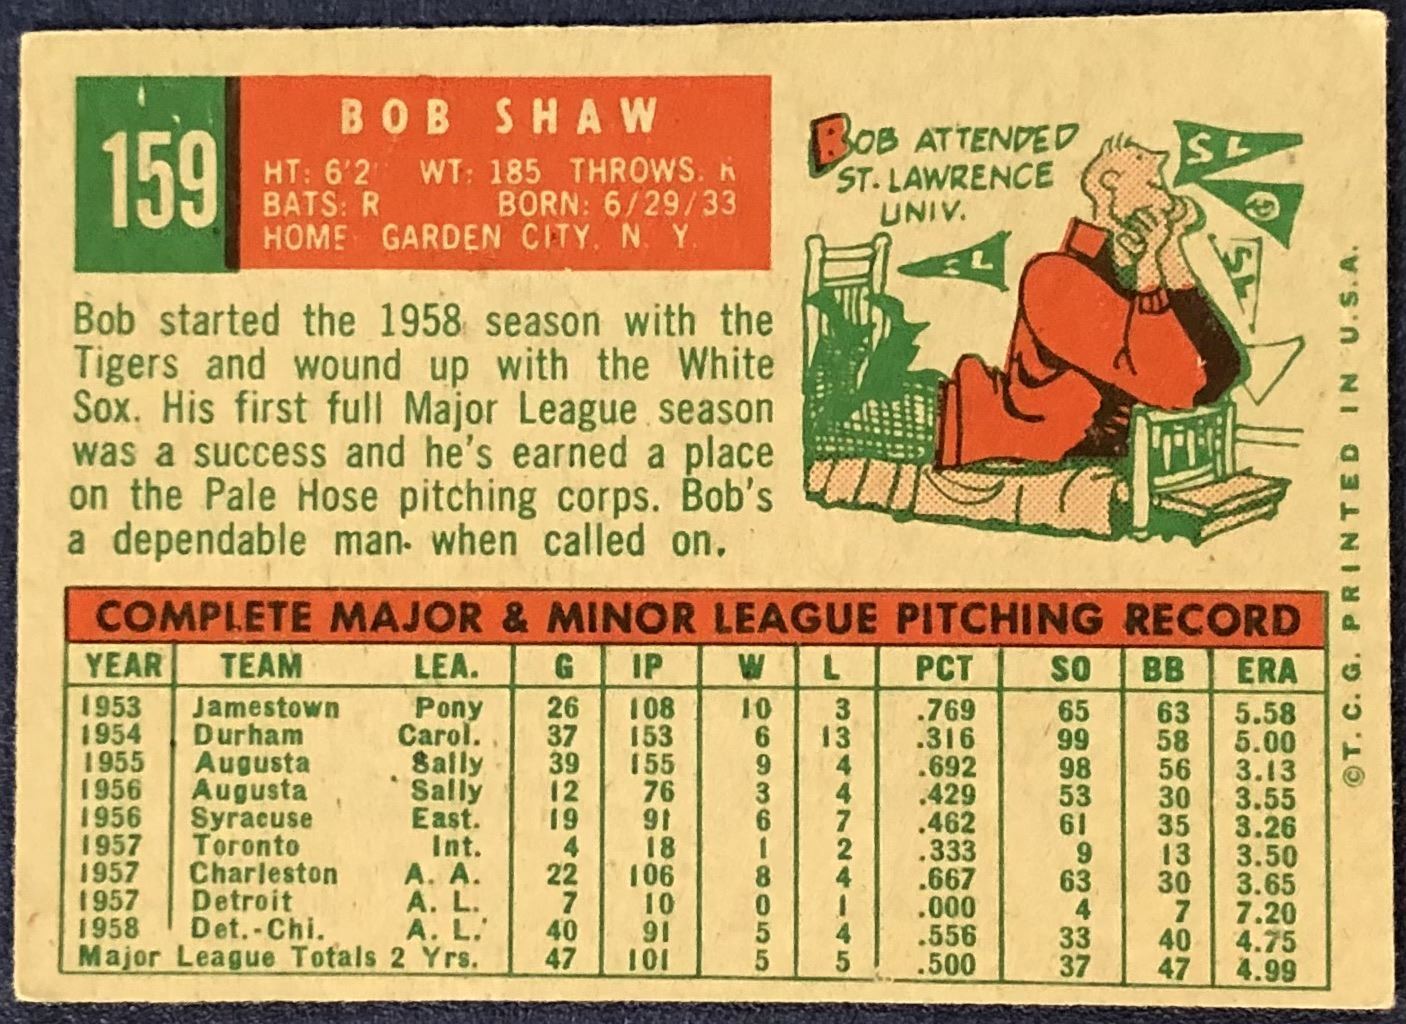 159
BOB SHAW
HT: 6'2 WT: 185 THROWS: R
BATS: R BORN: 6/29/33
HOME GARDEN CITY, N. Y.
BOB ATTENDED
ST. LAWRENCE
UNIV.
SL
SL
SL
Bob started the 1958 season with the
Tigers and wound up with the White
Sox. His first full Major League season
was a success and he's earned a place
on the Pale Hose pitching corps. Bob's
a dependable man when called on.
COMPLETE MAJOR & MINOR LEAGUE PITCHING RECORD
YEAR TEAM LEA. G IP W L PCT SO BB ERA
1953 Jamestown Pony 26 108 10 3 .769 65 63 5.58
1954 Durham Carol. 37 153 6 13 .316 99 58 5.00
1955 Augusta Sally 39 155 9 4 .692 98 56 3.13
1956 Augusta Sally 12 76 3 4 .429 53 30 3.55
1956 Syracuse East. 19 91 6 7 .462 61 35 3.26
1957 Toronto Int. 4 18 1 2 .333 9 13 3.50
1957 Charleston A. A. 22 106 8 4 .667 63 30 3.65
1957 Detroit A. L. 7 10 0 1 .000 4 7 7.20
1958 Det.-Chi. A. L. 40 91 5 4 .556 33 40 4.75
Major League Totals 2 Yrs. 47 101 5 5 .500 37 47 4.99
©T. C. G. PRINTED IN U.S.A.